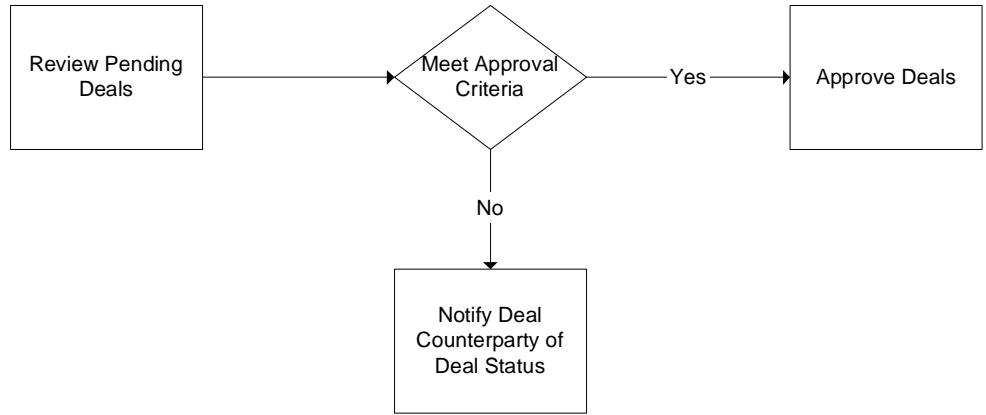 Review Pending
Deals
Meet Approval
Criteria
Yes
Approve Deals
No
Notify Deal
Counterparty of
Deal Status